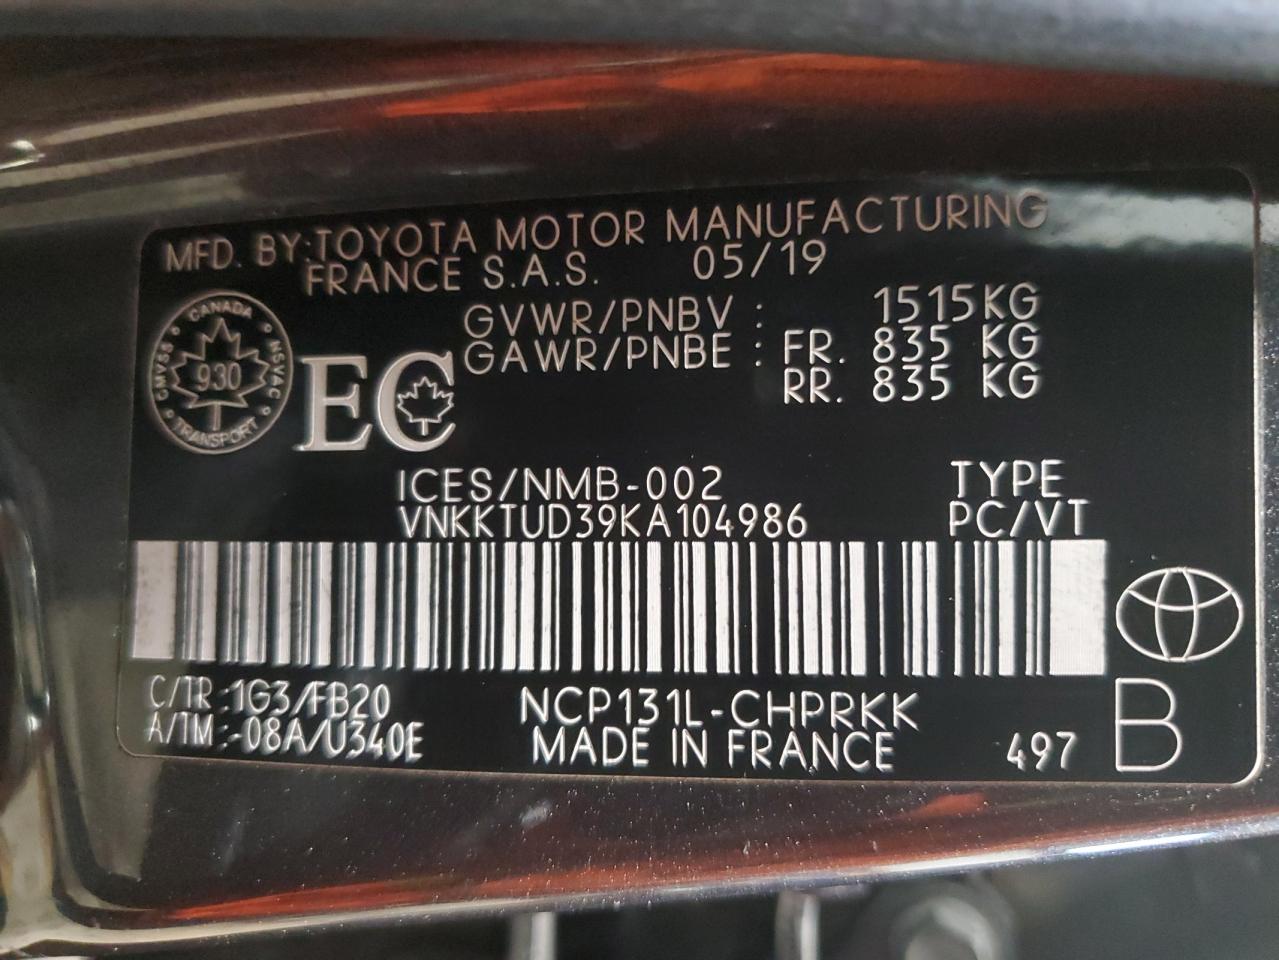 MFD. BY:TOYOTA MOTOR MANUFACTURING
FRANCE S.A.S. 05/19
GVWR/PNBV : 1515KG
GAWR/PNBE : FR. 835 KG
RR. 835 KG
CANADA
CMVSS NSVAC
930
TRANSPORT
EC
ICES/NMB-002 TYPE
VNKKTUD39KA104986 PC/VT
C/TR:1G3/FB20 NCP131L-CHPRKK
A/TM:-08A/U340E MADE IN FRANCE 497 B